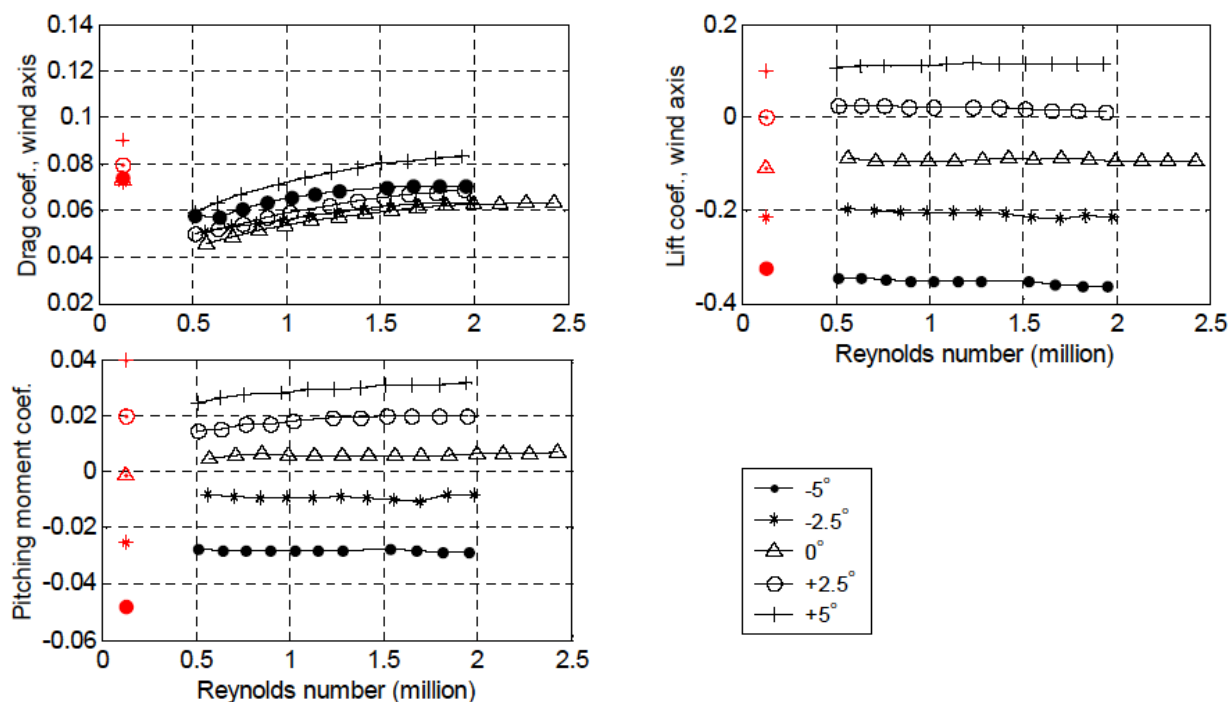 Drag coef., wind axis
0.14
0.12
0.1
0.08
0.06
0.04
0.02
0 0.5 1 1.5 2 2.5
Lift coef., wind axis
0.2
0
-0.2
-0.4
0 0.5 1 1.5 2 2.5
Reynolds number (million)
Pitching moment coef.
0.04
0.02
0
-0.02
-0.04
-0.06
0 0.5 1 1.5 2 2.5
Reynolds number (million)
-5°
-2.5°
0°
+2.5°
+5°